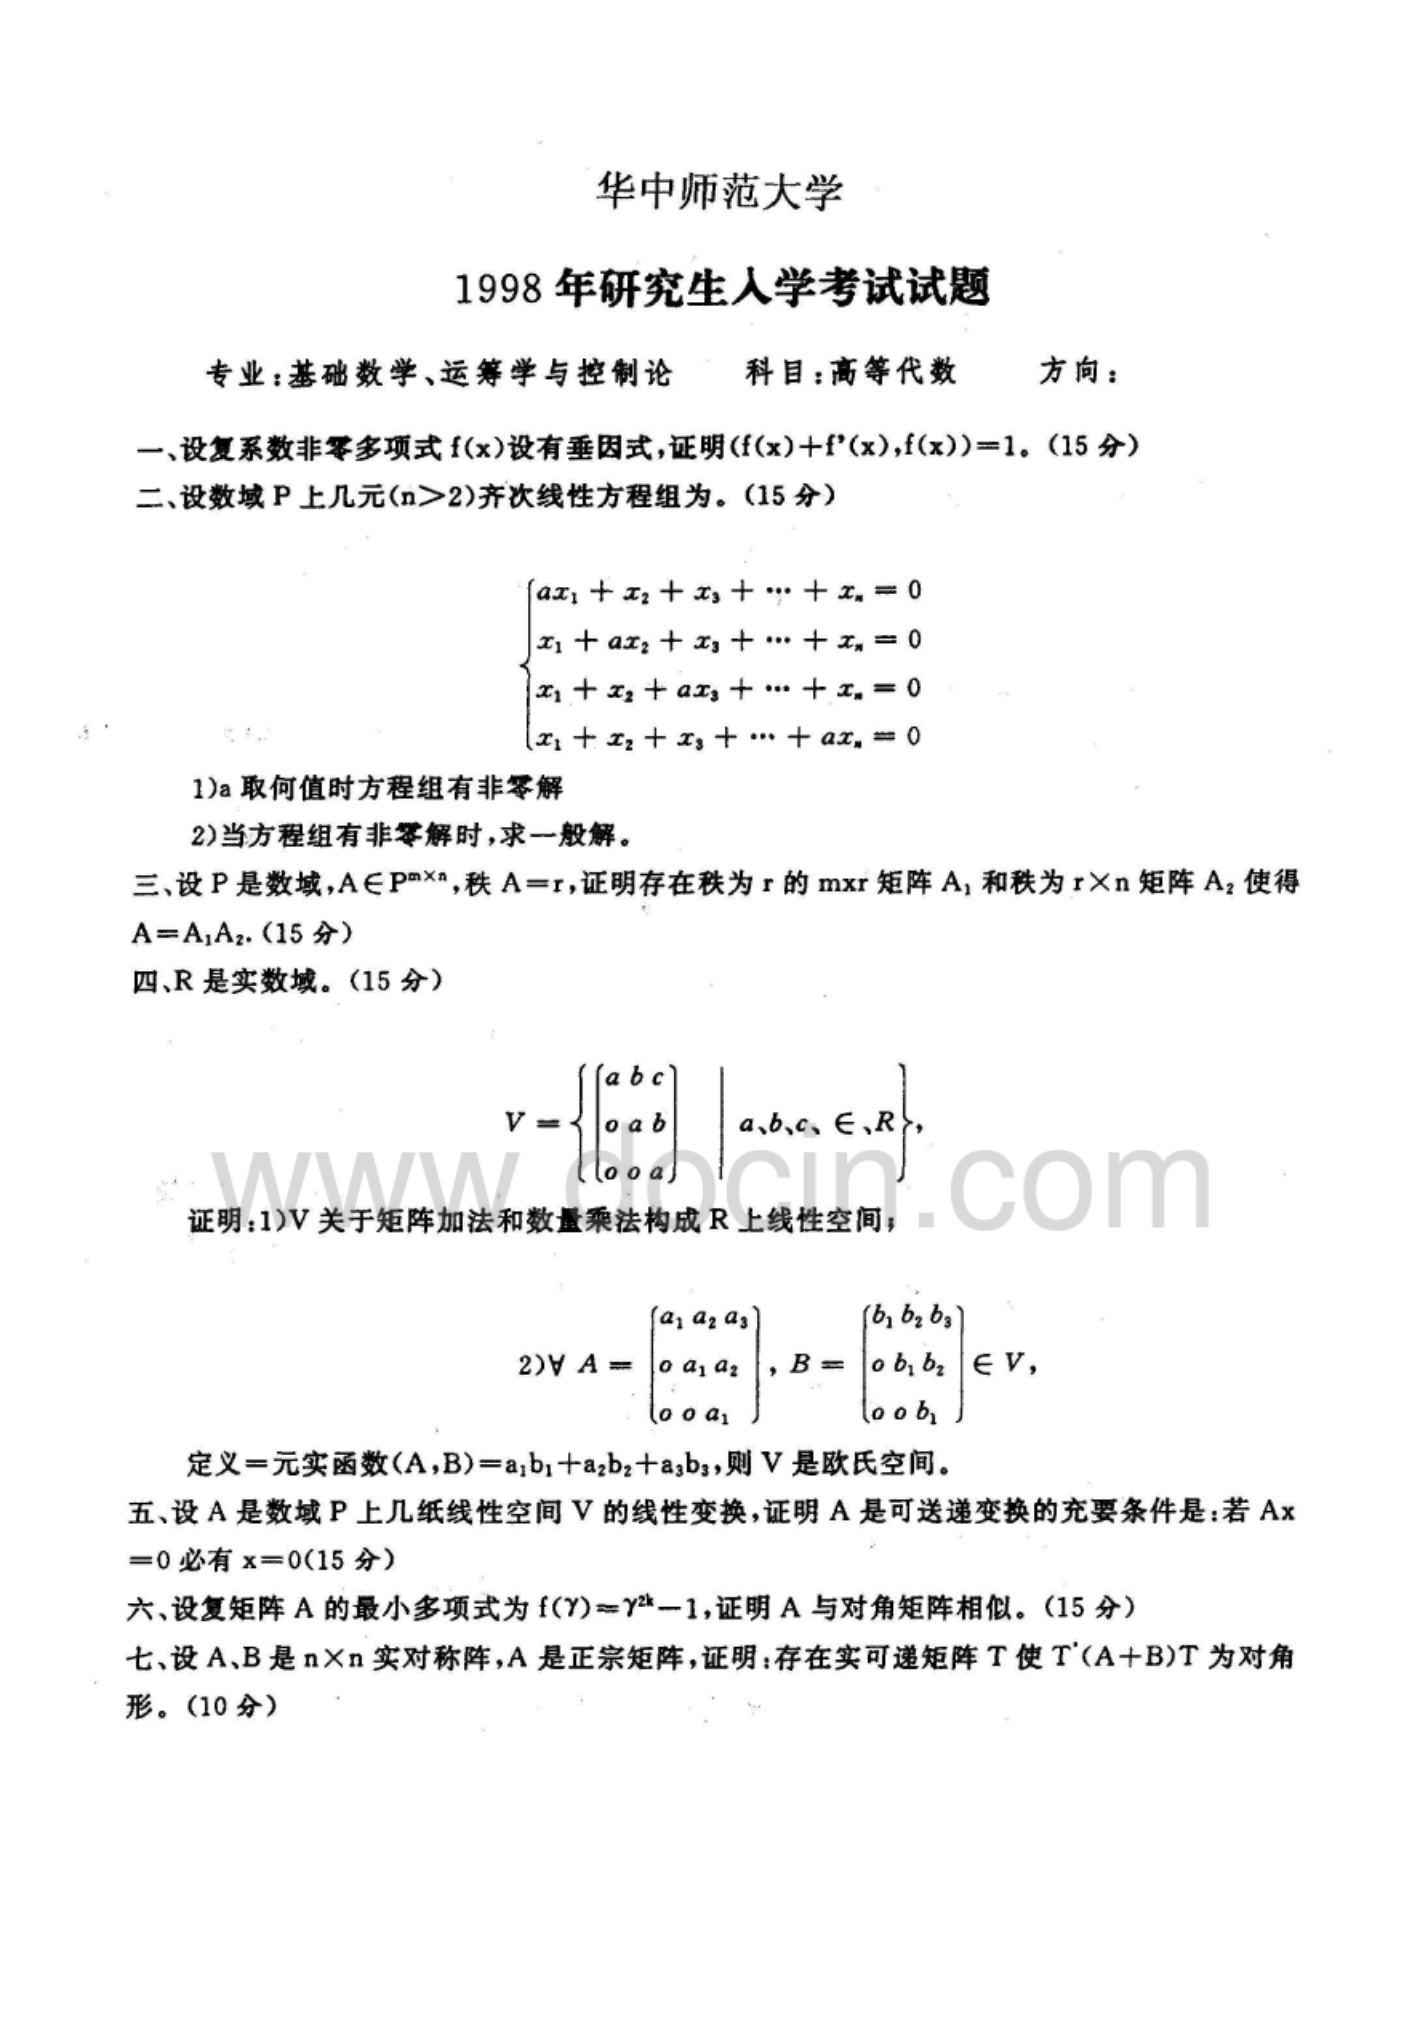 华中师范大学
1998年研究生入学考试试题
专业:基础数学、运筹学与控制论 科目:高等代数 方向:
一、设复系数非零多项式f(x)设有垂因式,证明(f(x)+f'(x),f(x))=1。(15分)
二、设数域P上几元(n>2)齐次线性方程组为。(15分)
ax₁ + x₂ + x₃ + ⋯ + xₙ = 0
x₁ + ax₂ + x₃ + ⋯ + xₙ = 0
x₁ + x₂ + ax₃ + ⋯ + xₙ = 0
x₁ + x₂ + x₃ + ⋯ + axₙ = 0
1)a取何值时方程组有非零解
2)当方程组有非零解时,求一般解。
三、设P是数域,A∈Pᵐˣⁿ,秩A=r,证明存在秩为r的mxr矩阵A₁和秩为r×n矩阵A₂使得
A=A₁A₂.(15分)
四、R是实数域。(15分)
a b c
V = { o a b | a、b、c、∈、R },
o o a
www.docin.com
证明:1)V关于矩阵加法和数量乘法构成R上线性空间;
a₁ a₂ a₃ b₁ b₂ b₃
2)∀ A = o a₁ a₂ , B = o b₁ b₂ ∈ V,
o o a₁ o o b₁
定义=元实函数(A,B)=a₁b₁+a₂b₂+a₃b₃,则V是欧氏空间。
五、设A是数域P上几纸线性空间V的线性变换,证明A是可送递变换的充要条件是:若Ax
=0必有x=0(15分)
六、设复矩阵A的最小多项式为f(γ)=γ²ᵏ-1,证明A与对角矩阵相似。(15分)
七、设A、B是n×n实对称阵,A是正宗矩阵,证明:存在实可递矩阵T使T'(A+B)T为对角
形。(10分)